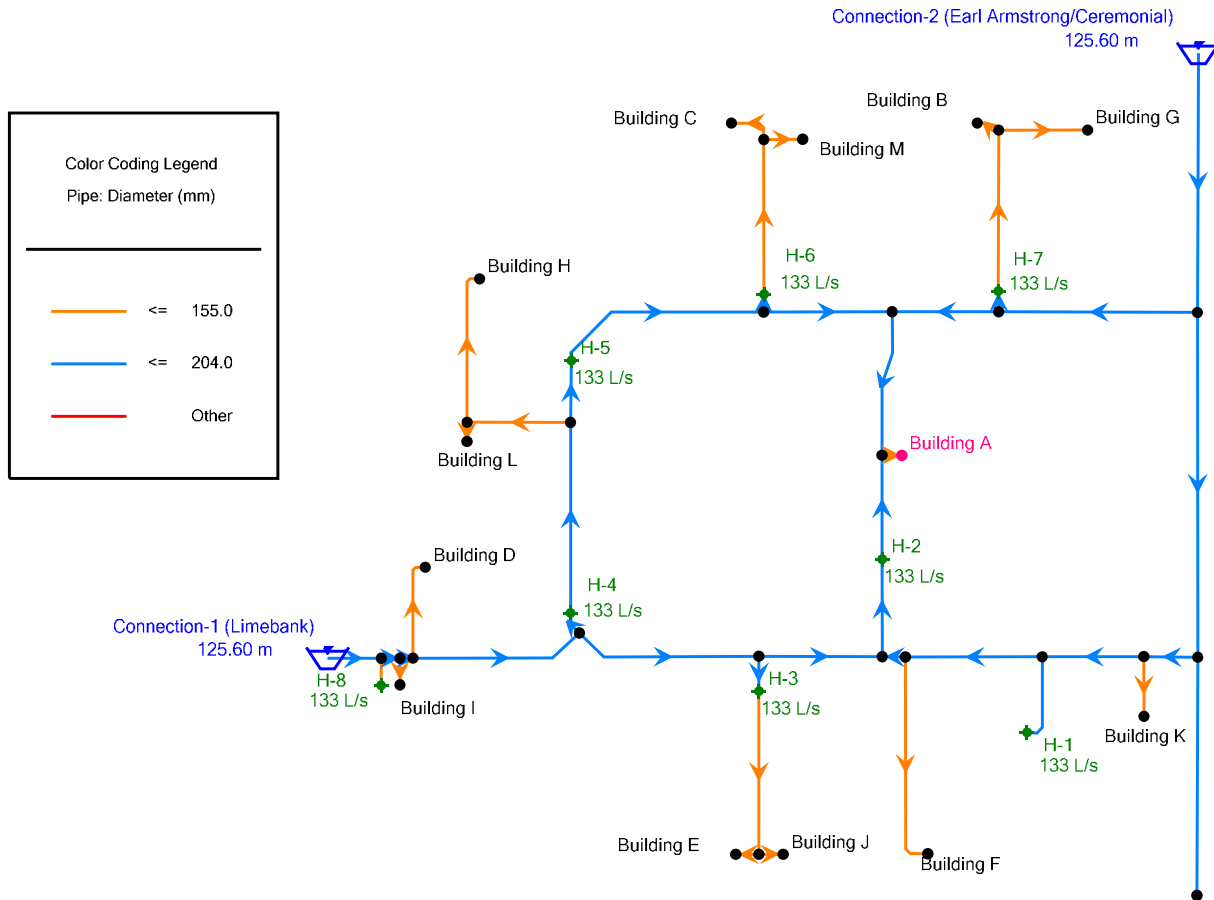 Connection-2 (Earl Armstrong/Ceremonial)
125.60 m
Color Coding Legend
Pipe: Diameter (mm)
<= 155.0
<= 204.0
Other
Building C
Building M
Building B
Building G
H-6
133 L/s
H-7
133 L/s
Building H
H-5
133 L/s
Building L
Building A
Building D
H-2
133 L/s
H-4
133 L/s
Connection-1 (Limebank)
125.60 m
H-8
133 L/s
Building I
H-3
133 L/s
Building K
H-1
133 L/s
Building E
Building J
Building F